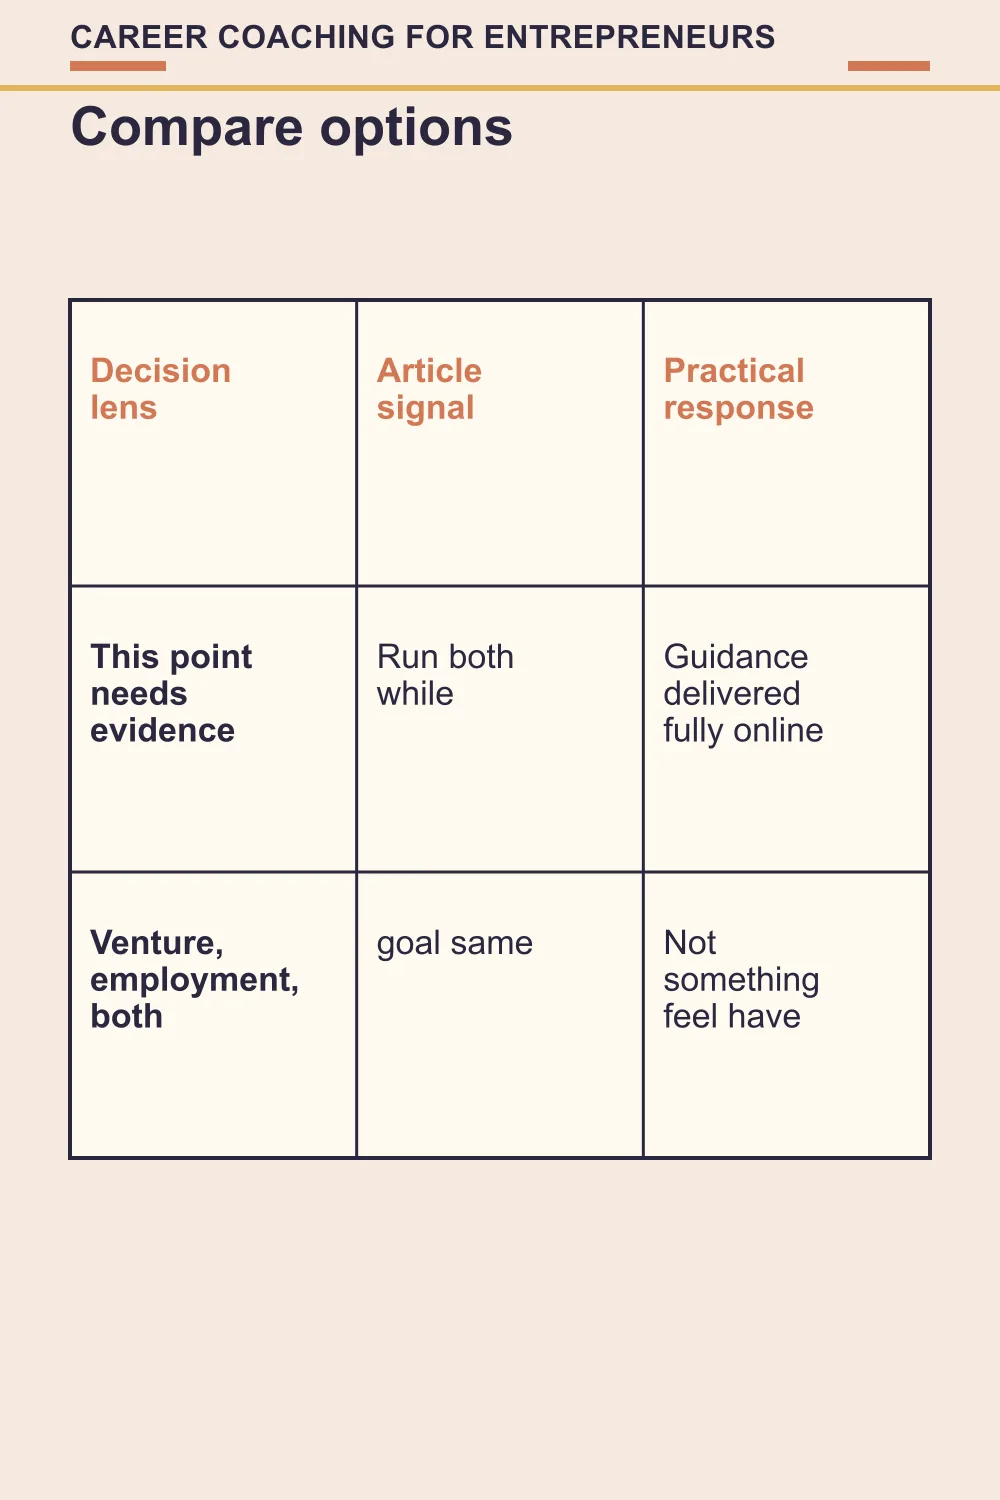 CAREER COACHING FOR ENTREPRENEURS
Compare options
Decision
lens
Article
signal
Practical
response
This point
needs
evidence
Run both
while
Guidance
delivered
fully online
Venture,
employment,
both
goal same
Not
something
feel have